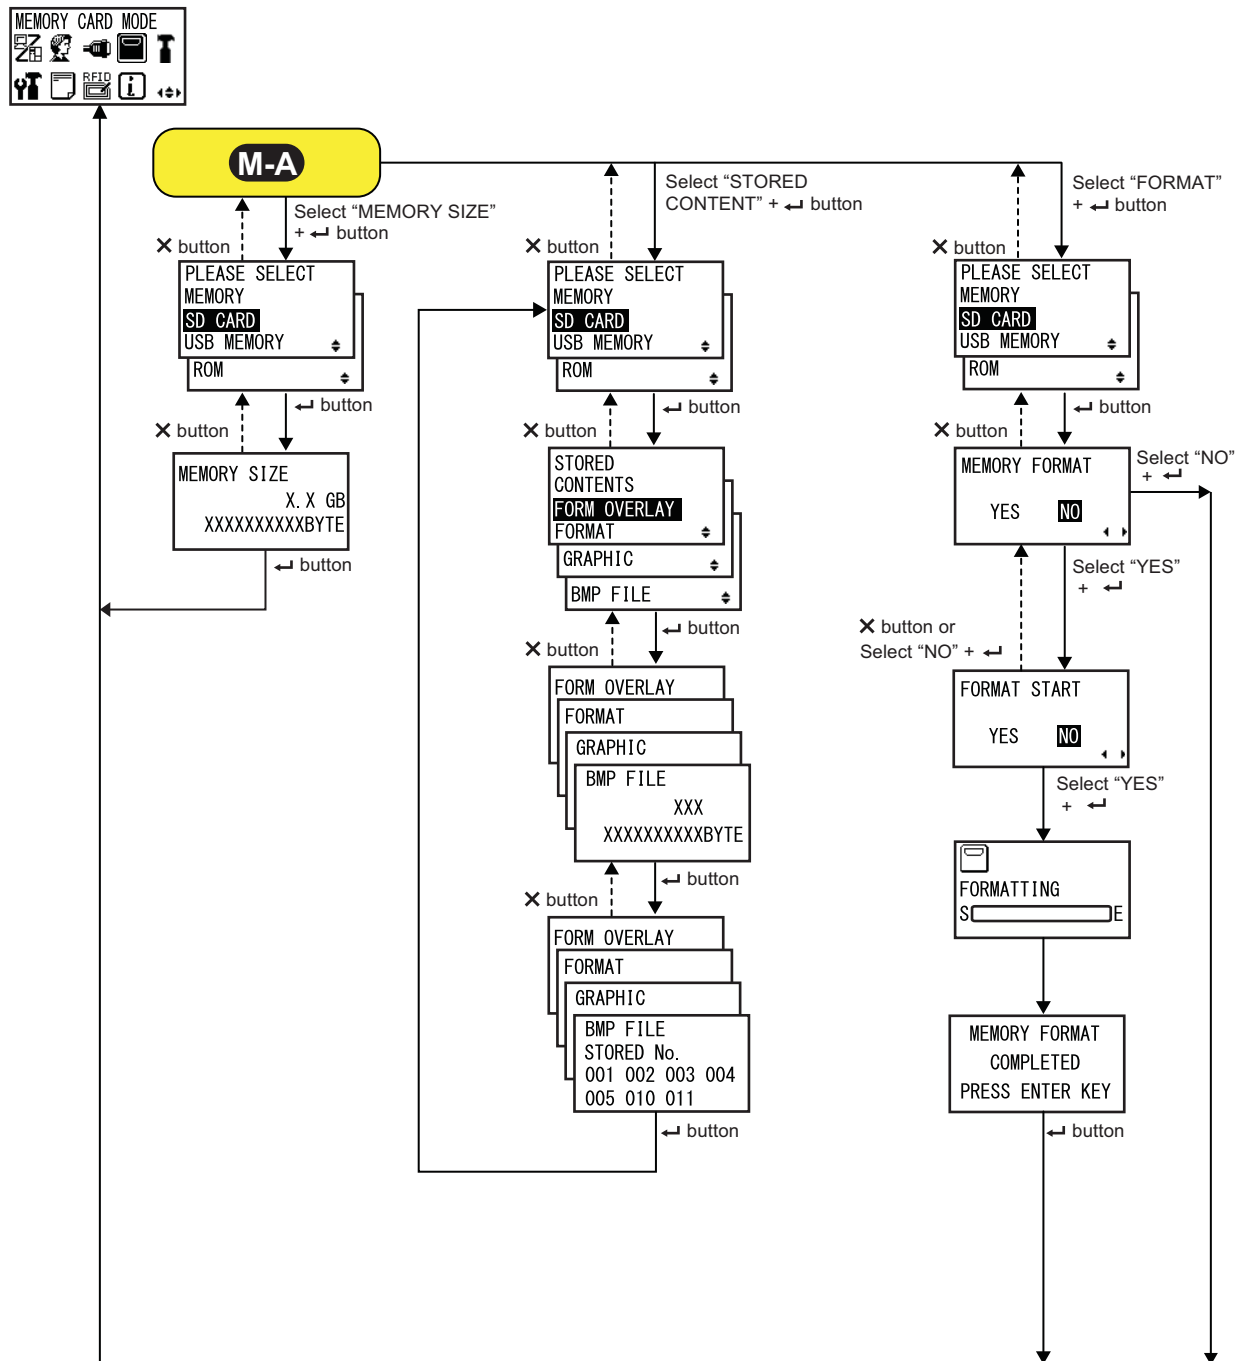 MEMORY CARD MODE
RFID
M-A
Select “MEMORY SIZE”
+ ↵ button
✕ button
PLEASE SELECT
MEMORY
SD CARD
USB MEMORY
ROM
↵ button
✕ button
MEMORY SIZE
X.X GB
XXXXXXXXXXBYTE
↵ button
Select “STORED
CONTENT” + ↵ button
✕ button
PLEASE SELECT
MEMORY
SD CARD
USB MEMORY
ROM
↵ button
✕ button
STORED
CONTENTS
FORM OVERLAY
FORMAT
GRAPHIC
BMP FILE
↵ button
✕ button
FORM OVERLAY
FORMAT
GRAPHIC
BMP FILE
XXX
XXXXXXXXXXBYTE
↵ button
✕ button
FORM OVERLAY
FORMAT
GRAPHIC
BMP FILE
STORED No.
001 002 003 004
005 010 011
↵ button
Select “FORMAT”
+ ↵ button
✕ button
PLEASE SELECT
MEMORY
SD CARD
USB MEMORY
ROM
↵ button
✕ button
MEMORY FORMAT
YES NO
Select “NO”
+ ↵
Select “YES”
+ ↵
✕ button or
Select “NO” + ↵
FORMAT START
YES NO
Select “YES”
+ ↵
FORMATTING
S E
MEMORY FORMAT
COMPLETED
PRESS ENTER KEY
↵ button